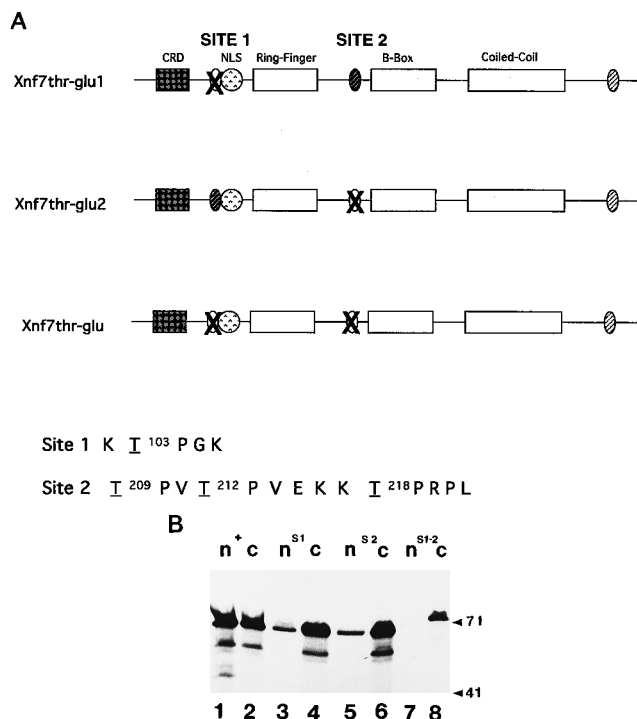 A
SITE 1 SITE 2
CRD NLS Ring-Finger B-Box Coiled-Coil
Xnf7thr-glu1
Xnf7thr-glu2
Xnf7thr-glu
Site 1 K T 103 P G K
Site 2 T 209 P V T 212 P V E K K T 218 P R P L
B
n + c n S1 c n S2 c n S1-2 c
71
41
1 2 3 4 5 6 7 8